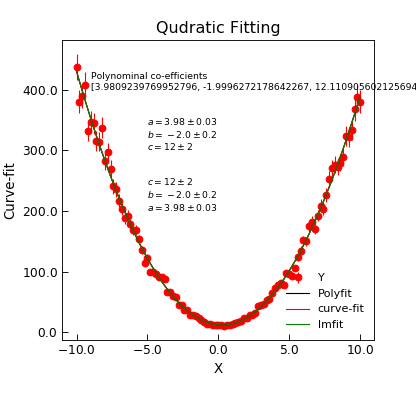 Qudratic Fitting
Polynominal co-efficients
[3.9809239769952796, -1.9996272178642267, 12.110905602125694
a = 3.98 ± 0.03
b = −2.0 ± 0.2
c = 12 ± 2
c = 12 ± 2
b = −2.0 ± 0.2
a = 3.98 ± 0.03
Curve-fit
400.0
300.0
200.0
100.0
0.0
Y
Polyfit
curve-fit
lmfit
−10.0 −5.0 0.0 5.0 10.0
X